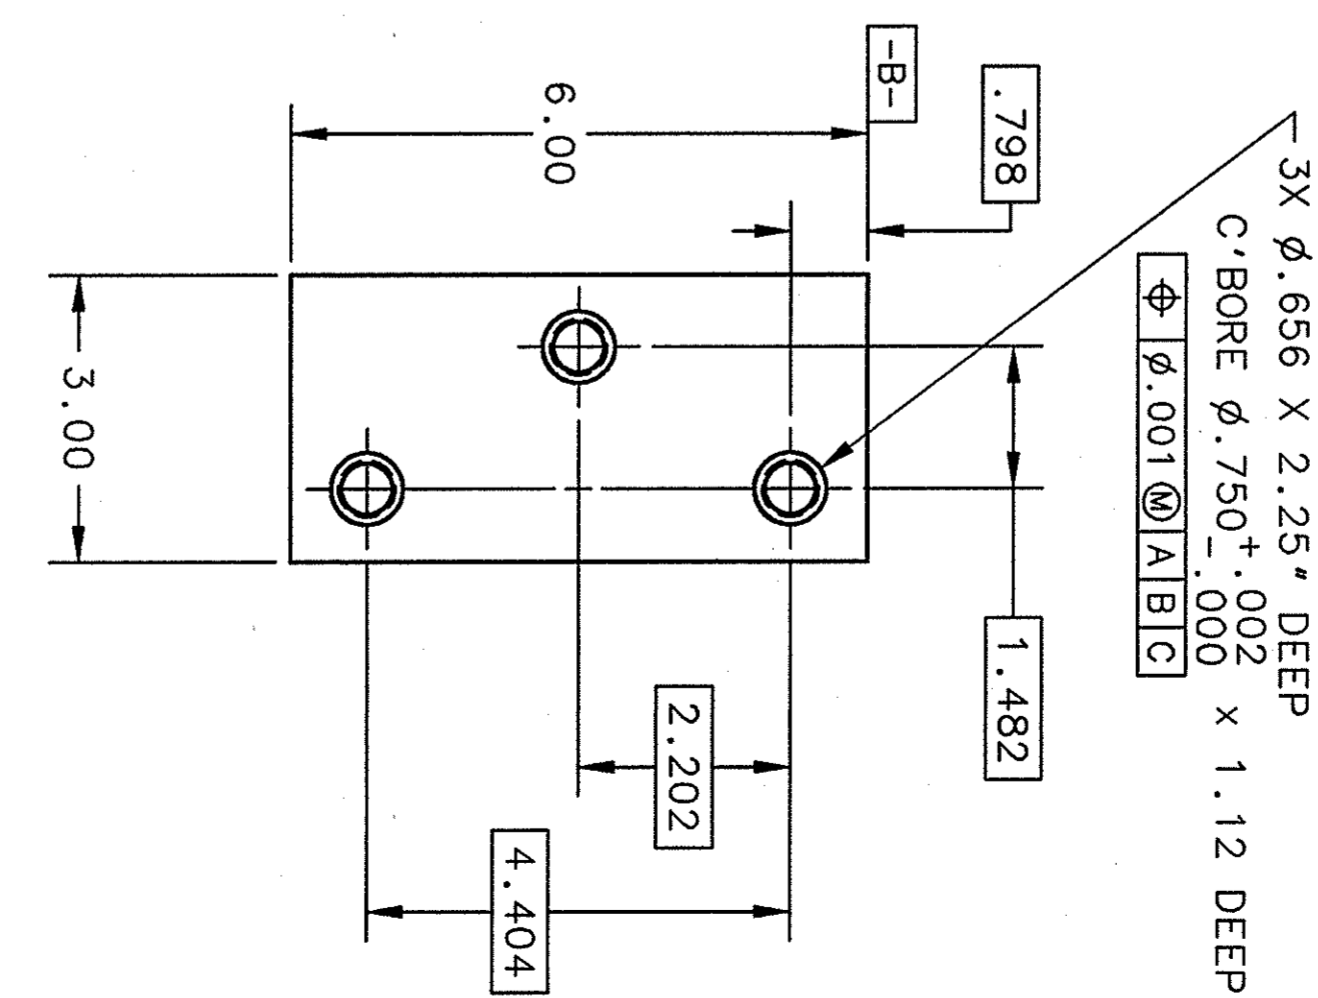 3X Ø.656 X 2.25" DEEP
C'BORE Ø.750 +.002 -.000 x 1.12 DEEP
⌖ Ø.001 Ⓜ A B C
.798
-B-
6.00
1.482
2.202
4.404
3.00